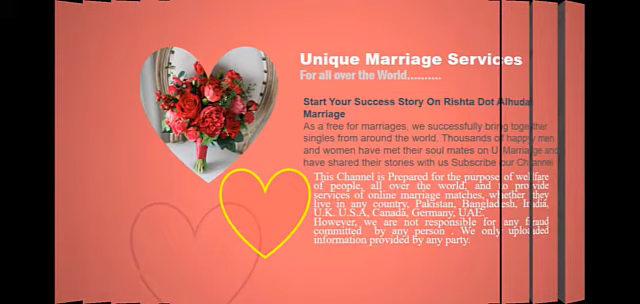 Unique Marriage Services
For all over the World..........
Start Your Success Story On Rishta Dot Alhuda
Marriage
As a free for marriages, we successfully bring together
singles from around the world. Thousands of happy men
and women have met their soul mates on U Marriage and
have shared their stories with us Subscribe our Channel
This Channel is Prepared for the purpose of welfare
of people, all over the world, and to provide
services of online marriage matches, whether they
live in any country, Pakistan, Bangladesh, India,
U.K. U.S.A, Canada, Germany, UAE.
However, we are not responsible for any fraud
committed by any person . We only uploaded
information provided by any party.